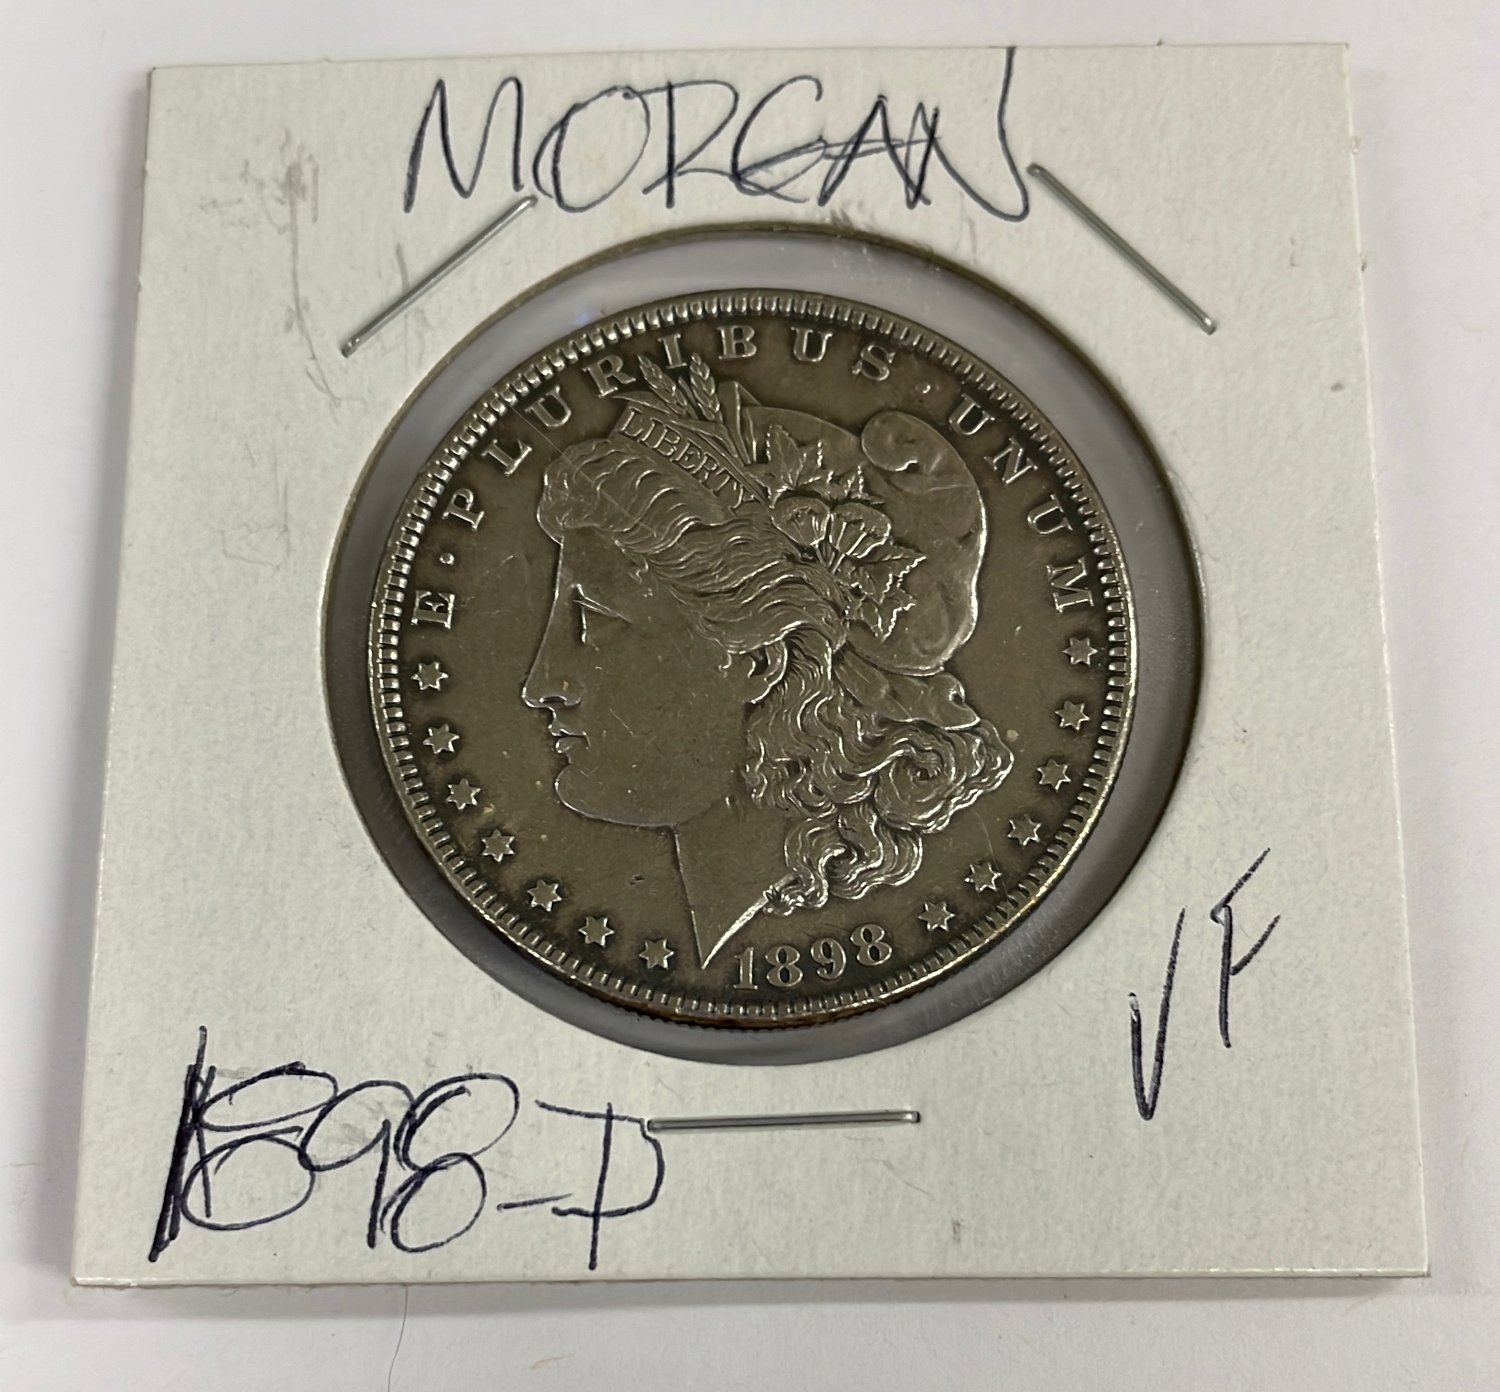 MORGAN
E · PLURIBUS · UNUM
LIBERTY
1898
VF
1898-P